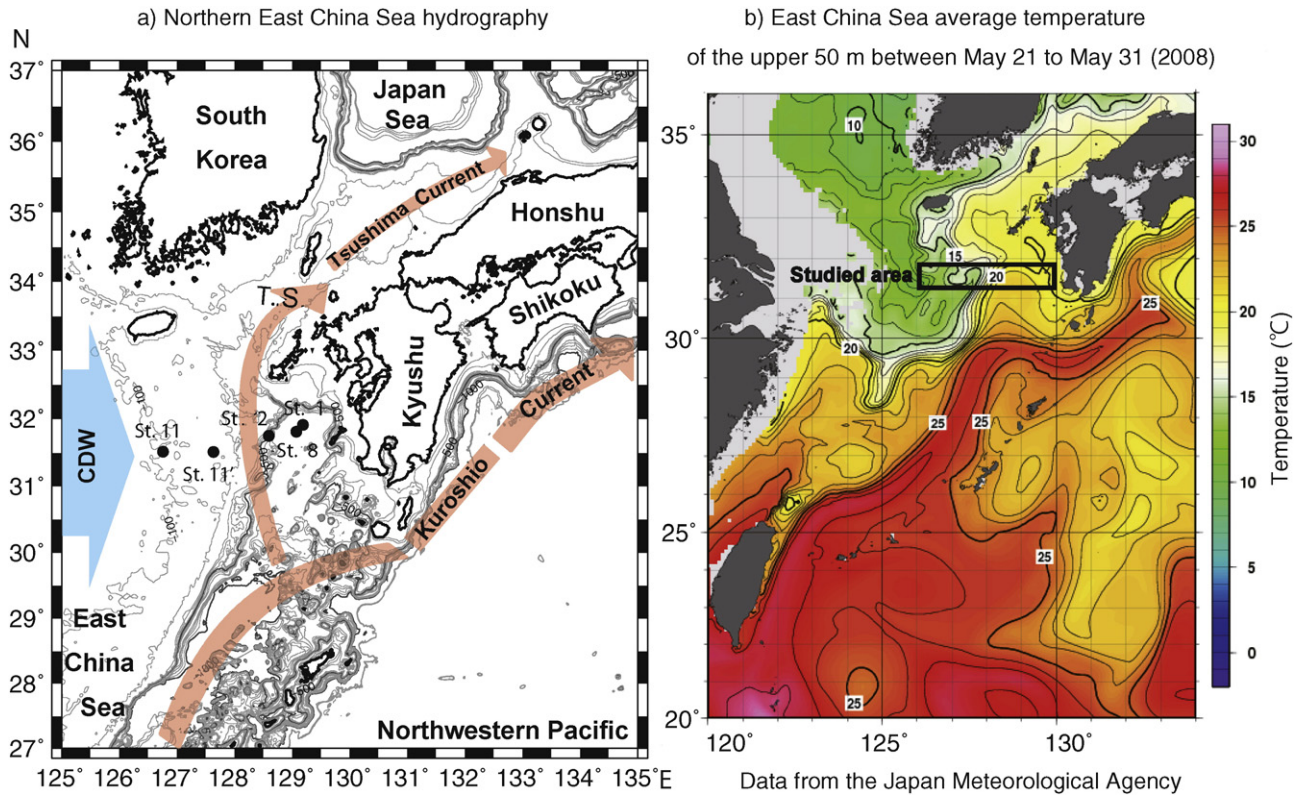 a) Northern East China Sea hydrography
N
37°
36°
35°
34°
33°
32°
31°
30°
29°
28°
27°
125°
126°
127°
128°
129°
130°
131°
132°
133°
134°
135°
E
South
Korea
Japan
Sea
Tsushima Current
Honshu
T. S
Shikoku
Kyushu
CDW
St. 11
St. 2
St. 1
St. 8
St. 11'
100
100
500
500
500
Kuroshio
Current
East
China
Sea
Northwestern Pacific
b) East China Sea average temperature
of the upper 50 m between May 21 to May 31 (2008)
35°
30°
25°
20°
120°
125°
130°
10
15
Studied area
20
20
25
25
25
25
25
30
25
20
15
10
5
0
Temperature (°C)
Data from the Japan Meteorological Agency